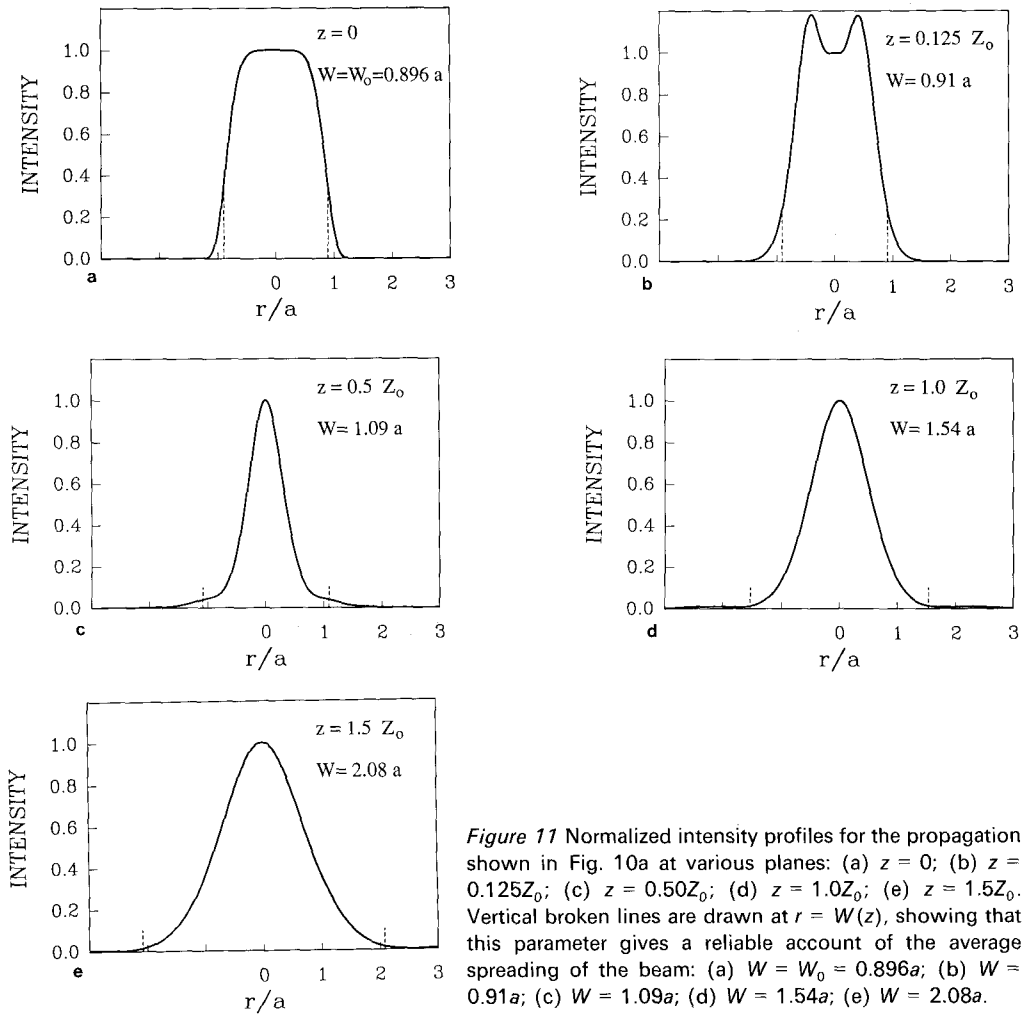 INTENSITY
1.0
0.8
0.6
0.4
0.2
0.0
z = 0
W=W₀=0.896 a
0 1 2 3
a
r/a
INTENSITY
1.0
0.8
0.6
0.4
0.2
0.0
z = 0.125 Z₀
W= 0.91 a
0 1 2 3
b
r/a
INTENSITY
1.0
0.8
0.6
0.4
0.2
0.0
z = 0.5 Z₀
W= 1.09 a
0 1 2 3
c
r/a
INTENSITY
1.0
0.8
0.6
0.4
0.2
0.0
z = 1.0 Z₀
W= 1.54 a
0 1 2 3
d
r/a
INTENSITY
1.0
0.8
0.6
0.4
0.2
0.0
z = 1.5 Z₀
W= 2.08 a
0 1 2 3
e
r/a
Figure 11 Normalized intensity profiles for the propagation
shown in Fig. 10a at various planes: (a) z = 0; (b) z =
0.125Z₀; (c) z = 0.50Z₀; (d) z = 1.0Z₀; (e) z = 1.5Z₀.
Vertical broken lines are drawn at r = W(z), showing that
this parameter gives a reliable account of the average
spreading of the beam: (a) W = W₀ = 0.896a; (b) W =
0.91a; (c) W = 1.09a; (d) W = 1.54a; (e) W = 2.08a.